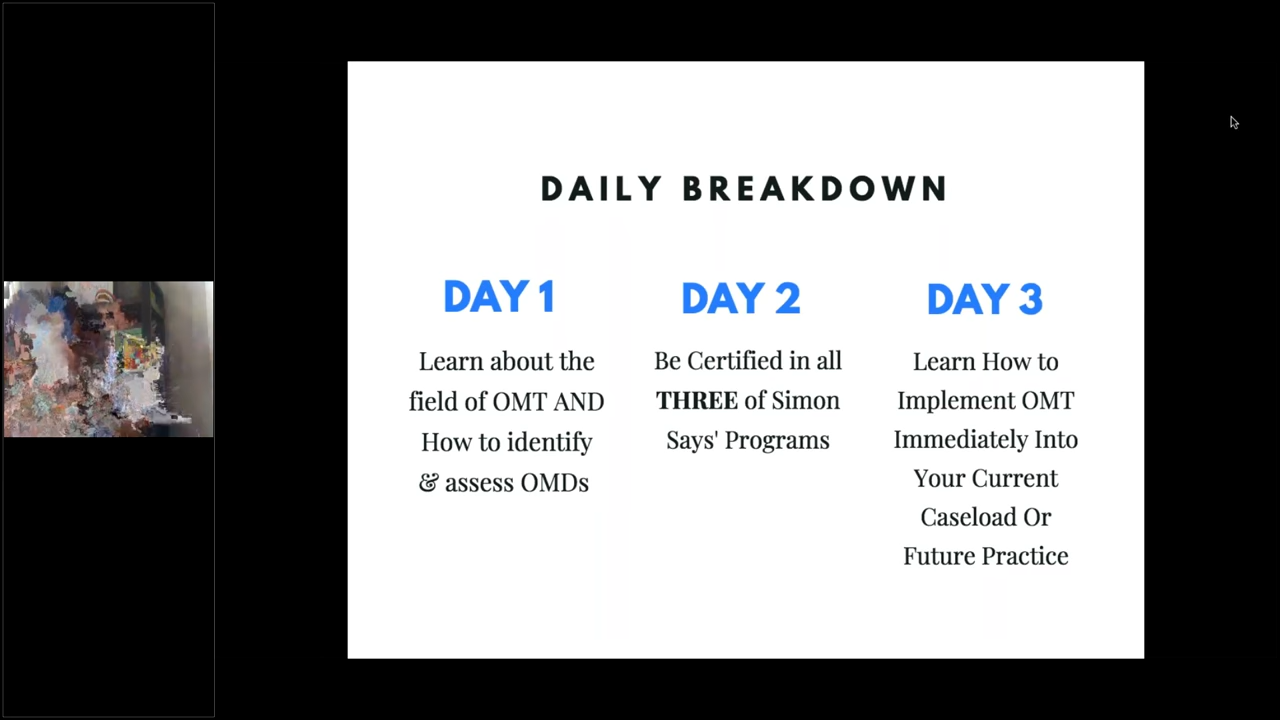 DAILY BREAKDOWN
DAY 1
Learn about the
field of OMT AND
How to identify
& assess OMDs
DAY 2
Be Certified in all
THREE of Simon
Says' Programs
DAY 3
Learn How to
Implement OMT
Immediately Into
Your Current
Caseload Or
Future Practice